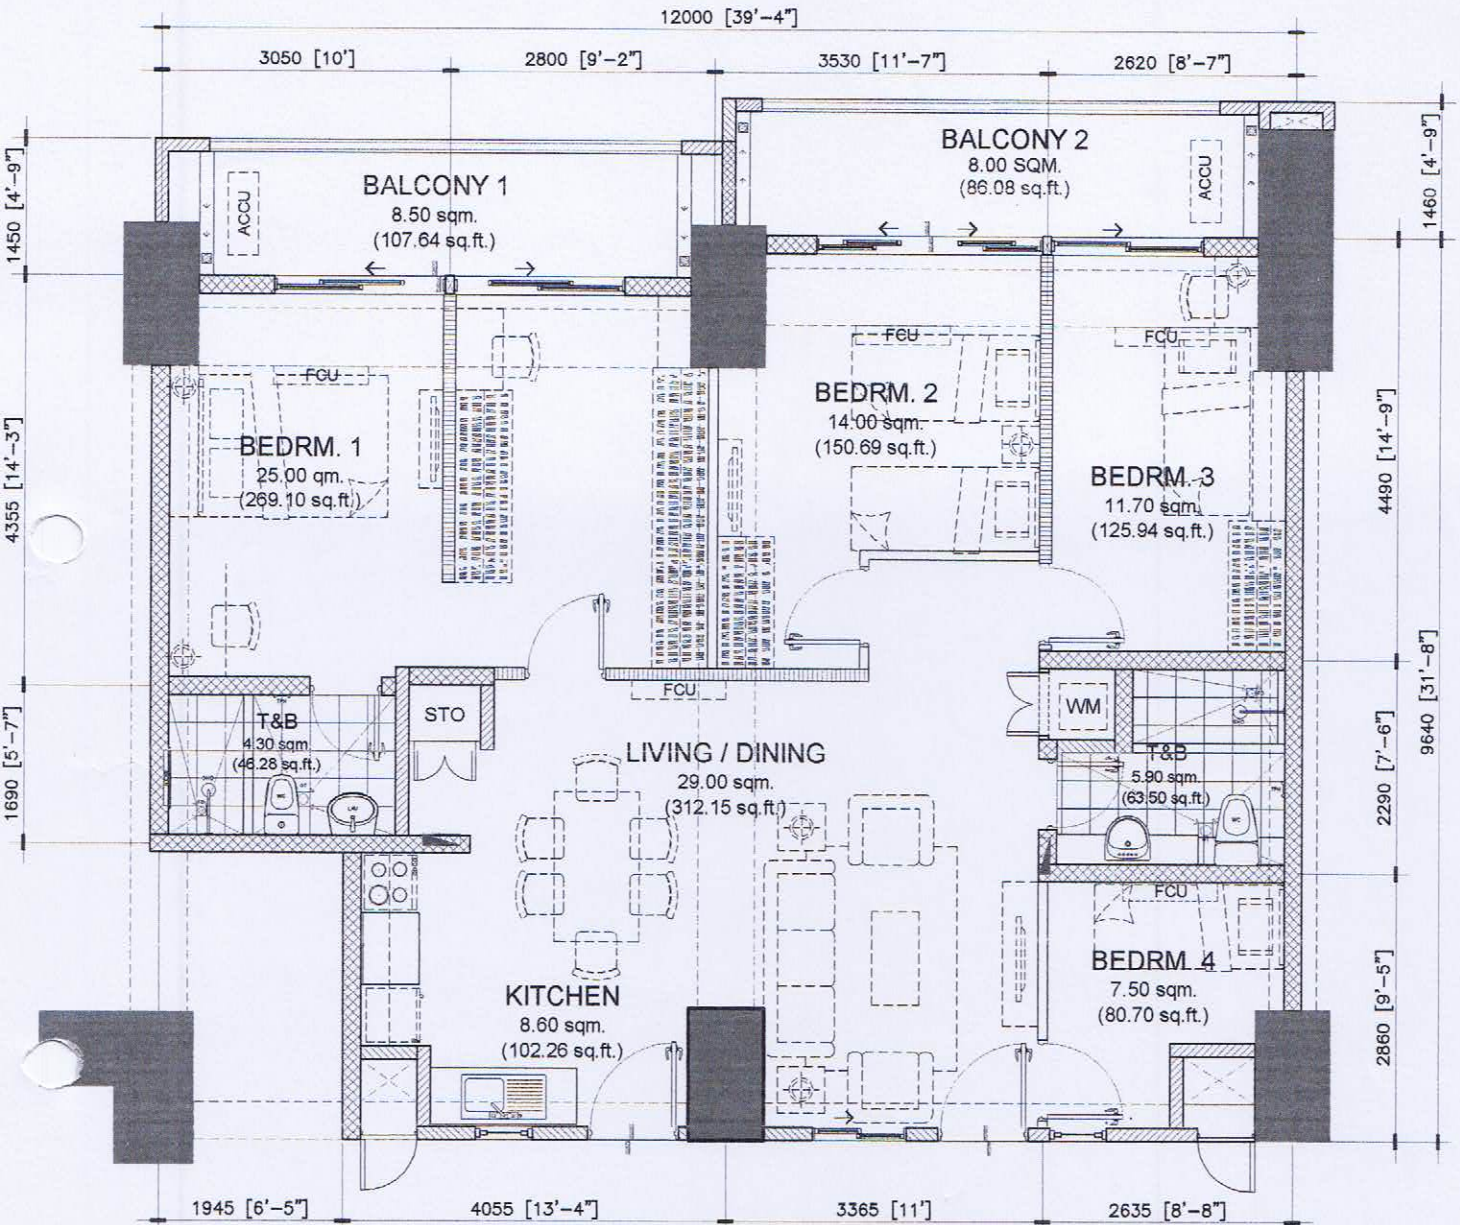 12000 [39'-4"]
3050 [10']
2800 [9'-2"]
3530 [11'-7"]
2620 [8'-7"]
1450 [4'-9"]
4355 [14'-3"]
1690 [5'-7"]
1460 [4'-9"]
4490 [14'-9"]
9640 [31'-8"]
2290 [7'-6"]
2860 [9'-5"]
BALCONY 1
8.50 sqm.
(107.64 sq.ft.)
ACCU
BALCONY 2
8.00 SQM.
(86.08 sq.ft.)
ACCU
FCU
BEDRM. 1
25.00 qm.
(269.10 sq.ft.)
FCU
BEDRM. 2
14.00 sqm.
(150.69 sq.ft.)
FCU
BEDRM. 3
11.70 sqm.
(125.94 sq.ft.)
T&B
4.30 sqm.
(46.28 sq.ft.)
STO
FCU
LIVING / DINING
29.00 sqm.
(312.15 sq.ft.)
WM
T&B
5.90 sqm.
(63.50 sq.ft.)
FCU
BEDRM. 4
7.50 sqm.
(80.70 sq.ft.)
KITCHEN
8.60 sqm.
(102.26 sq.ft.)
1945 [6'-5"]
4055 [13'-4"]
3365 [11']
2635 [8'-8"]